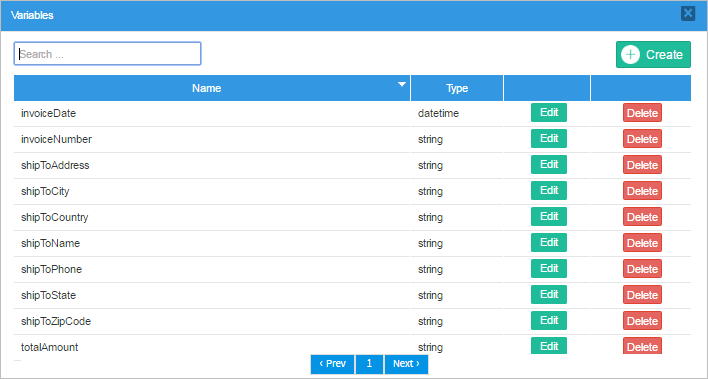 Variables
Search ...
Create
Name Type
invoiceDate datetime Edit Delete
invoiceNumber string Edit Delete
shipToAddress string Edit Delete
shipToCity string Edit Delete
shipToCountry string Edit Delete
shipToName string Edit Delete
shipToPhone string Edit Delete
shipToState string Edit Delete
shipToZipCode string Edit Delete
totalAmount string Edit Delete
‹ Prev 1 Next ›